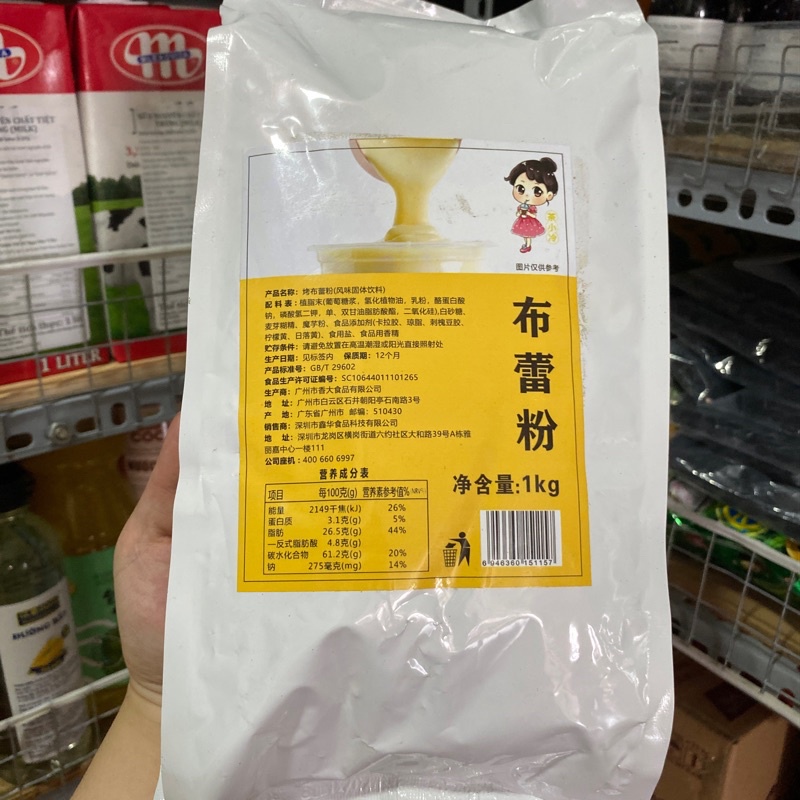 茶小冷
图片仅供参考
产品名称：烤布蕾粉(风味固体饮料)
配 料 表：植脂末(葡萄糖浆，氢化植物油，乳粉，酪蛋白酸
钠，磷酸氢二钾，单，双甘油脂肪酸酯，二氧化硅),白砂糖，
麦芽糊精、魔芋粉、食品添加剂(卡拉胶、琼脂、刺槐豆胶、
柠檬黄、日落黄)、食用盐、食品用香精
贮存条件：请避免放置在高温潮湿或阳光直接照射处
生产日期：见标签内 保质期：12个月
产品标准号：GB/T 29602
食品生产许可证编号：SC10644011101265
生产商：广州市香大食品有限公司
地 址：广州市白云区石井朝阳亭石南路3号
产 地：广东省广州市 邮编：510430
销售商：深圳市鑫华食品科技有限公司
地 址：深圳市龙岗区横岗街道六约社区大和路39号A栋雅
丽嘉中心一楼111
公司座机：400 660 6997
营养成分表
项目 每100克(g) 营养素参考值%(NRV)
能量 2149千焦(kJ) 26%
蛋白质 3.1克(g) 5%
脂肪 26.5克(g) 44%
一反式脂肪酸 4.8克(g)
碳水化合物 61.2克(g) 20%
钠 275毫克(mg) 14%
布蕾粉
净含量:1kg
6 946360 151157
(MILK)
1 LITER